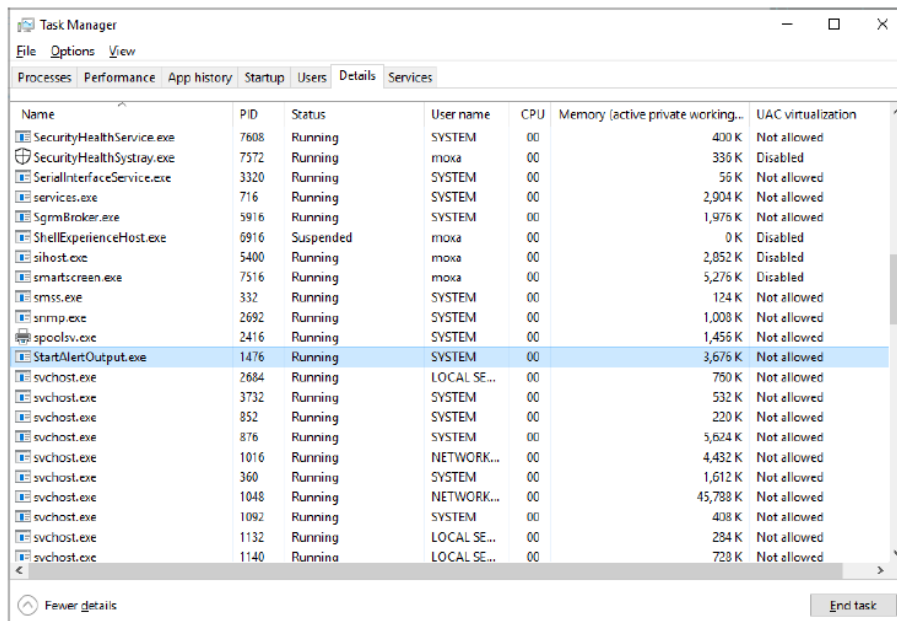 Task Manager
File Options View
Processes Performance App history Startup Users Details Services
Name PID Status User name CPU Memory (active private working... UAC virtualization
SecurityHealthService.exe 7608 Running SYSTEM 00 400 K Not allowed
SecurityHealthSystray.exe 7572 Running moxa 00 336 K Disabled
SerialInterfaceService.exe 3320 Running SYSTEM 00 56 K Not allowed
services.exe 716 Running SYSTEM 00 2,904 K Not allowed
SgrmBroker.exe 5916 Running SYSTEM 00 1,976 K Not allowed
ShellExperienceHost.exe 6916 Suspended moxa 00 0 K Disabled
sihost.exe 5400 Running moxa 00 2,852 K Disabled
smartscreen.exe 7516 Running moxa 00 5,276 K Disabled
smss.exe 332 Running SYSTEM 00 124 K Not allowed
snmp.exe 2692 Running SYSTEM 00 1,008 K Not allowed
spoolsv.exe 2416 Running SYSTEM 00 1,456 K Not allowed
StartAlertOutput.exe 1476 Running SYSTEM 00 3,676 K Not allowed
svchost.exe 2684 Running LOCAL SE... 00 760 K Not allowed
svchost.exe 3732 Running SYSTEM 00 532 K Not allowed
svchost.exe 852 Running SYSTEM 00 220 K Not allowed
svchost.exe 876 Running SYSTEM 00 5,624 K Not allowed
svchost.exe 1016 Running NETWORK... 00 4,432 K Not allowed
svchost.exe 360 Running SYSTEM 00 1,612 K Not allowed
svchost.exe 1048 Running NETWORK... 00 45,788 K Not allowed
svchost.exe 1092 Running SYSTEM 00 408 K Not allowed
svchost.exe 1132 Running LOCAL SE... 00 284 K Not allowed
svchost.exe 1140 Running LOCAL SE... 00 728 K Not allowed
Fewer details End task